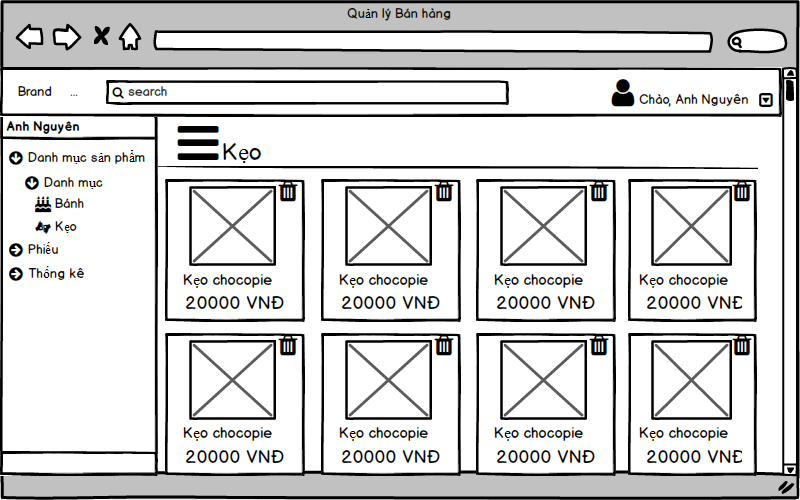 Quản lý Bán hàng
Brand ... search Chào, Anh Nguyên
Anh Nguyên
Danh mục sản phẩm
Danh mục
Bánh
Kẹo
Phiếu
Thống kê
Kẹo
Kẹo chocopie Kẹo chocopie Kẹo chocopie Kẹo chocopie
20000 VNĐ 20000 VNĐ 20000 VNĐ 20000 VNĐ
Kẹo chocopie Kẹo chocopie Kẹo chocopie Kẹo chocopie
20000 VNĐ 20000 VNĐ 20000 VNĐ 20000 VNĐ